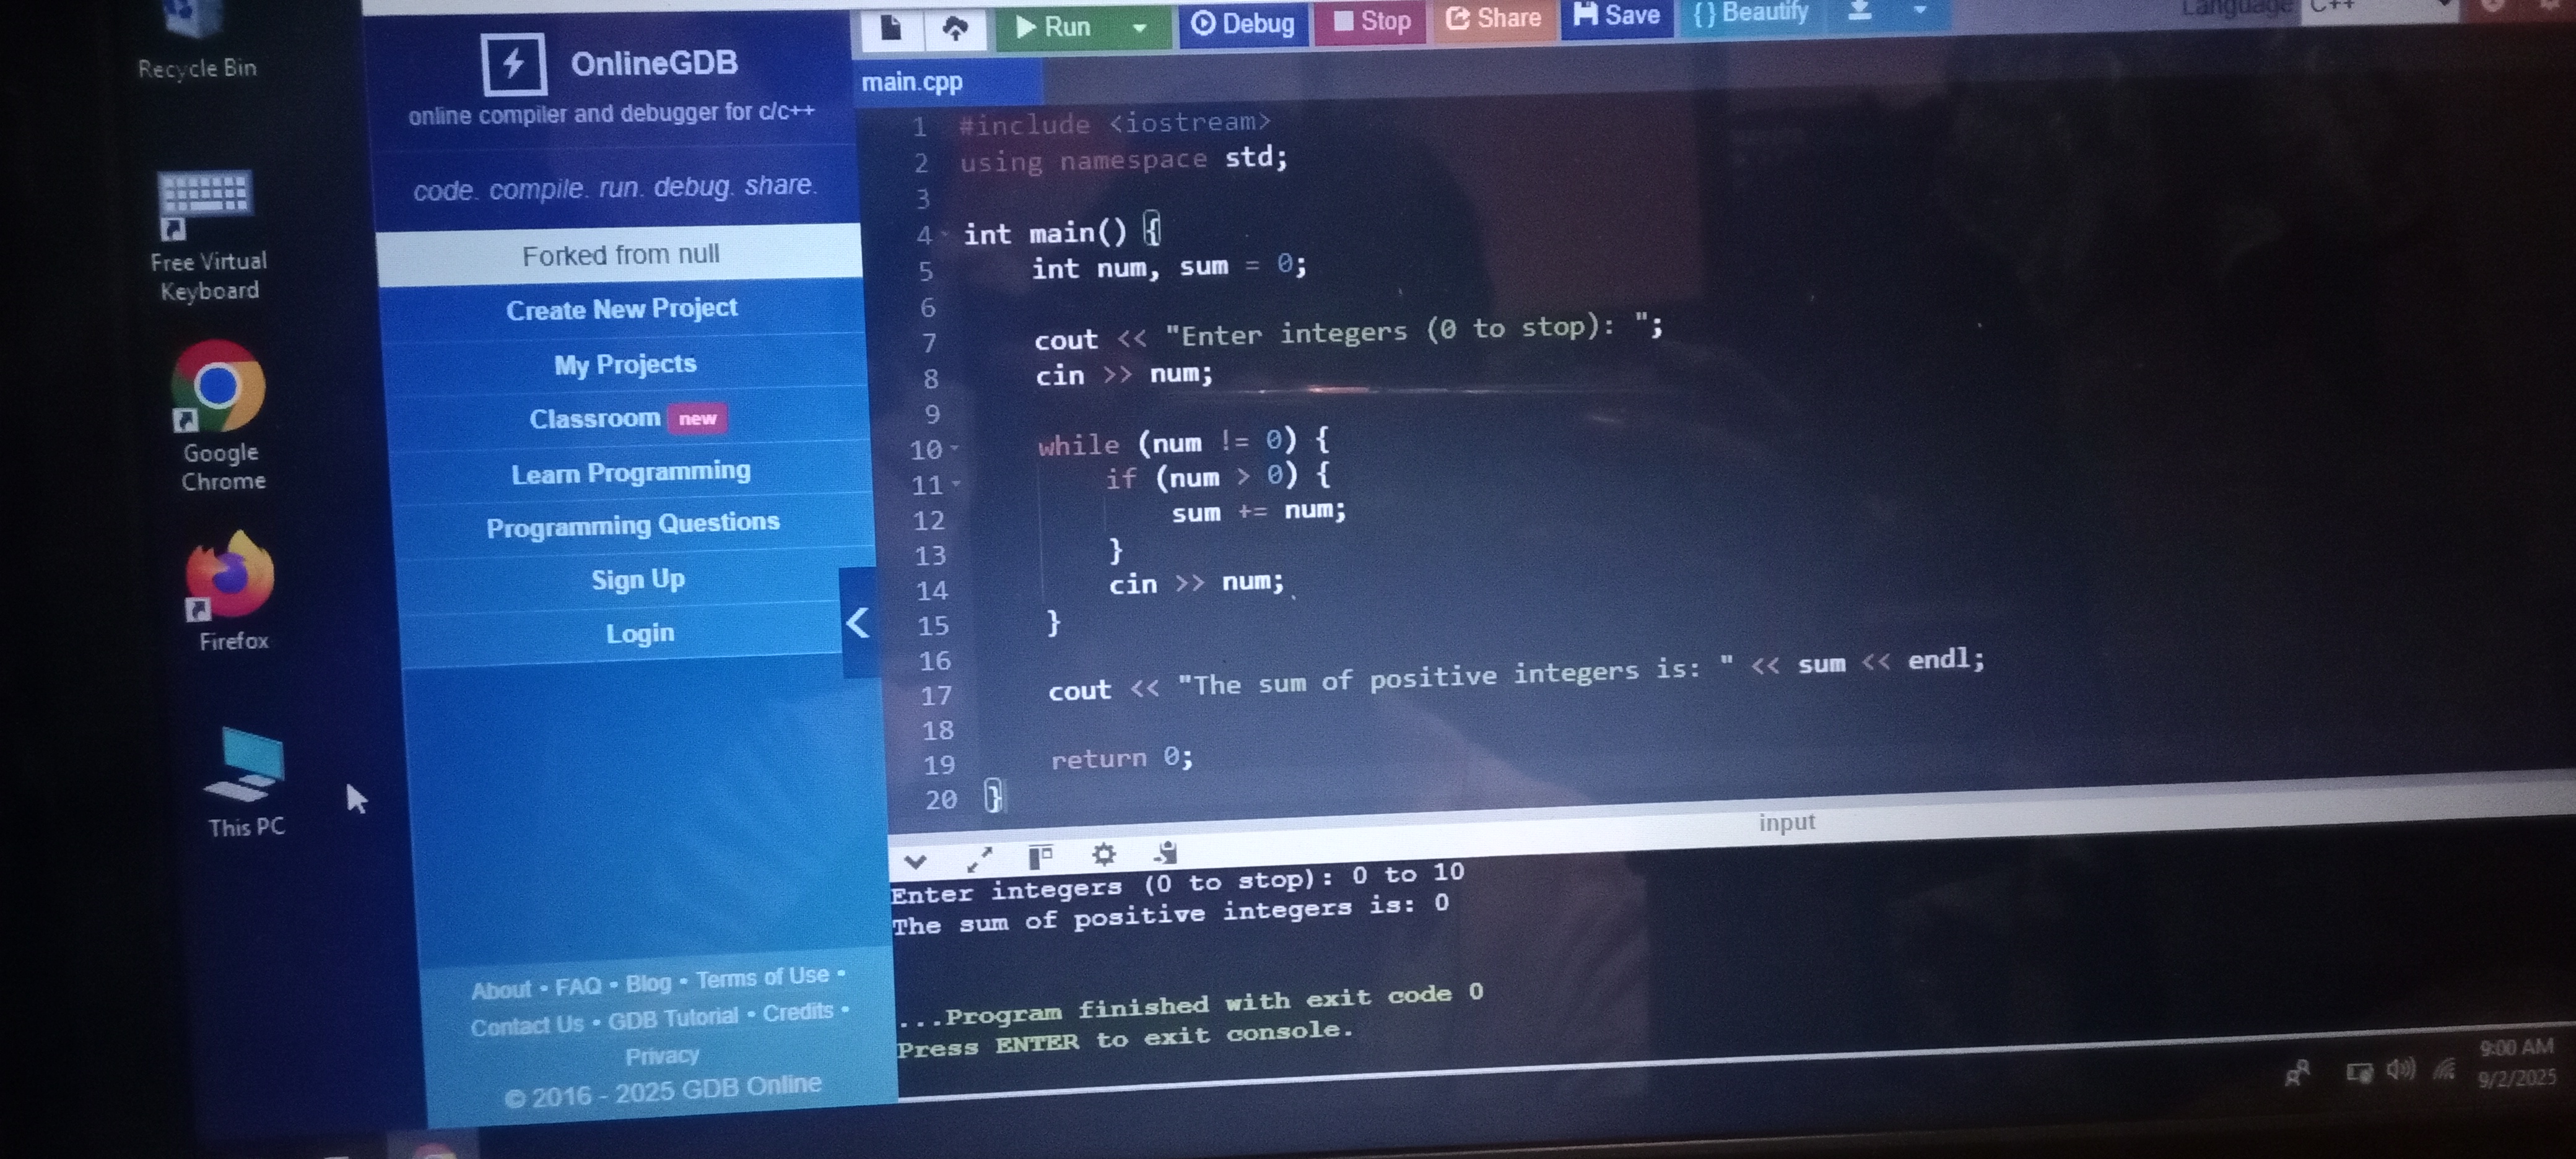 Recycle Bin
Free Virtual
Keyboard
Google
Chrome
Firefox
This PC
OnlineGDB
online compiler and debugger for c/c++
code. compile. run. debug. share.
Forked from null
Create New Project
My Projects
Classroom new
Learn Programming
Programming Questions
Sign Up
Login
About • FAQ • Blog • Terms of Use •
Contact Us • GDB Tutorial • Credits •
Privacy
© 2016 - 2025 GDB Online
Run Debug Stop Share Save {} Beautify Language C++
main.cpp
1 #include <iostream>
2 using namespace std;
3
4 int main() {
5 int num, sum = 0;
6
7 cout << "Enter integers (0 to stop): ";
8 cin >> num;
9
10 while (num != 0) {
11 if (num > 0) {
12 sum += num;
13 }
14 cin >> num;
15 }
16
17 cout << "The sum of positive integers is: " << sum << endl;
18
19 return 0;
20 }
input
Enter integers (0 to stop): 0 to 10
The sum of positive integers is: 0
...Program finished with exit code 0
Press ENTER to exit console.
9:00 AM
9/2/2025